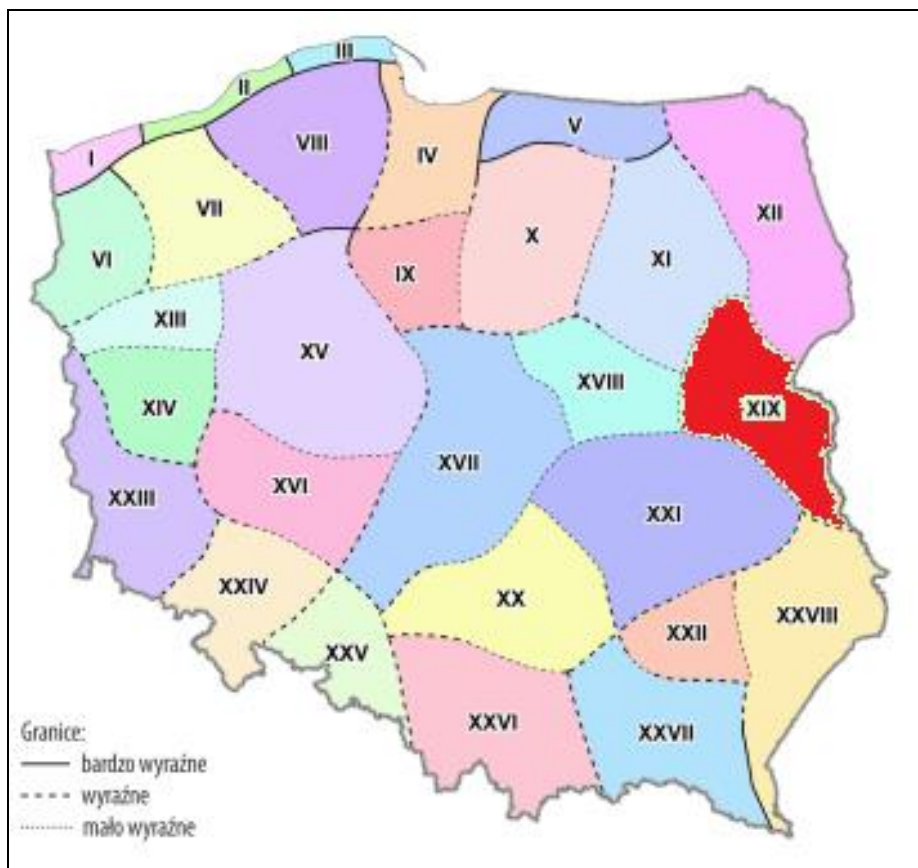 III
II
I
V
VIII
IV
VII
XII
X
VI
XI
IX
XIII
XV
XVIII
XIV
XIX
XVII
XVI
XXIII
XXI
XXIV
XX
XXVIII
XXII
XXV
XXVI
XXVII
Granice:
bardzo wyraźne
wyraźne
mało wyraźne